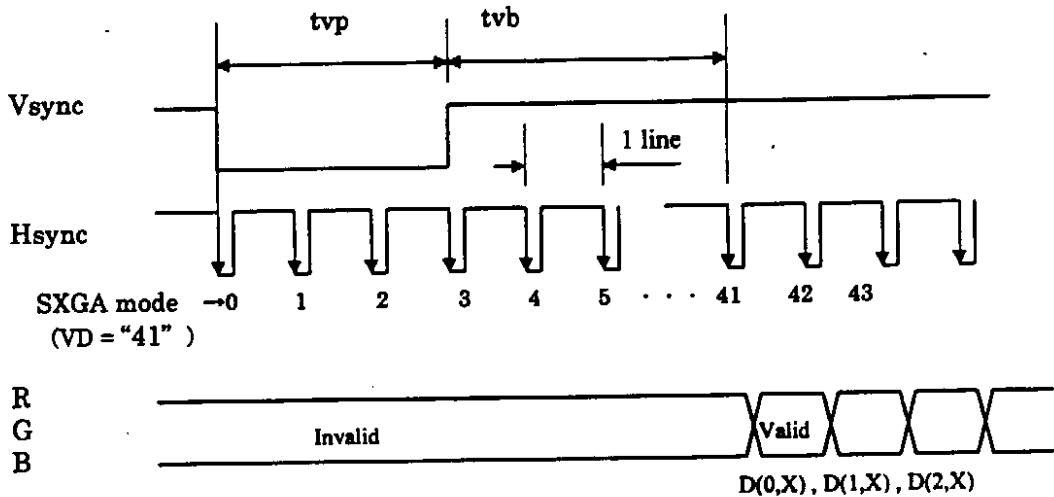 tvp tvb
Vsync
1 line
Hsync
SXGA mode →0 1 2 3 4 5 · · · 41 42 43
(VD = “41” )
R
G Invalid Valid
B
D(0,X) , D(1,X) , D(2,X)